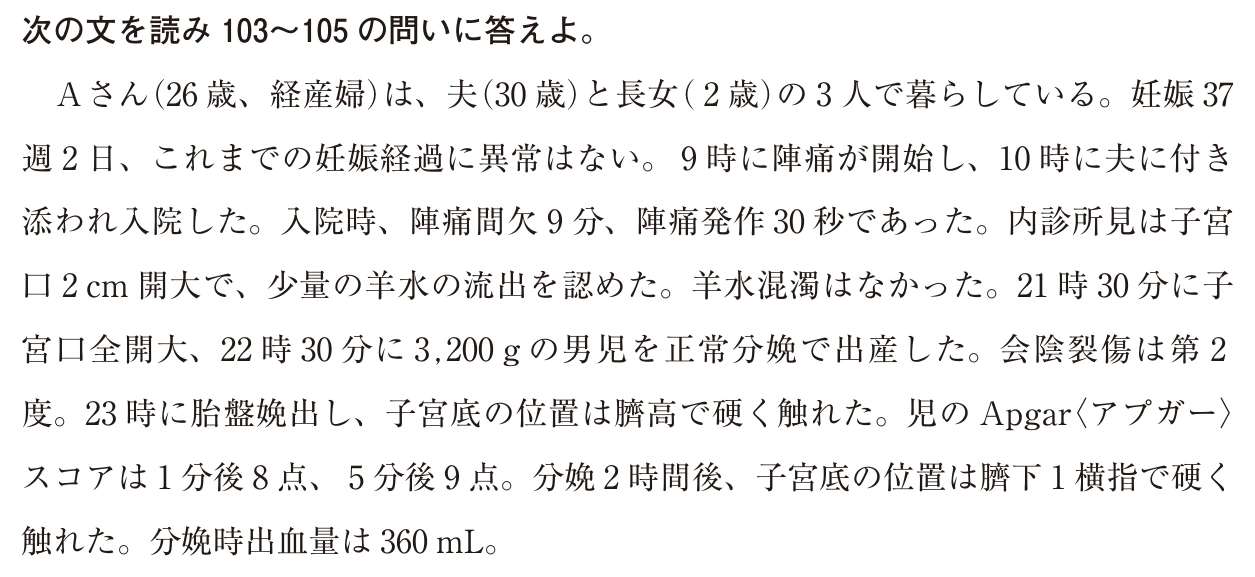 次の文を読み 103～105 の問いに答えよ。
Aさん(26 歳、経産婦)は、夫(30 歳)と長女( 2 歳)の 3 人で暮らしている。妊娠 37
週 2 日、これまでの妊娠経過に異常はない。 9 時に陣痛が開始し、10 時に夫に付き
添われ入院した。入院時、陣痛間欠 9 分、陣痛発作 30 秒であった。内診所見は子宮
口 2 cm 開大で、少量の羊水の流出を認めた。羊水混濁はなかった。21 時 30 分に子
宮口全開大、22 時 30 分に 3,200 g の男児を正常分娩で出産した。会陰裂傷は第 2
度。23 時に胎盤娩出し、子宮底の位置は臍高で硬く触れた。児の Apgar〈アプガー〉
スコアは 1 分後 8 点、 5 分後 9 点。分娩 2 時間後、子宮底の位置は臍下 1 横指で硬く
触れた。分娩時出血量は 360 mL。